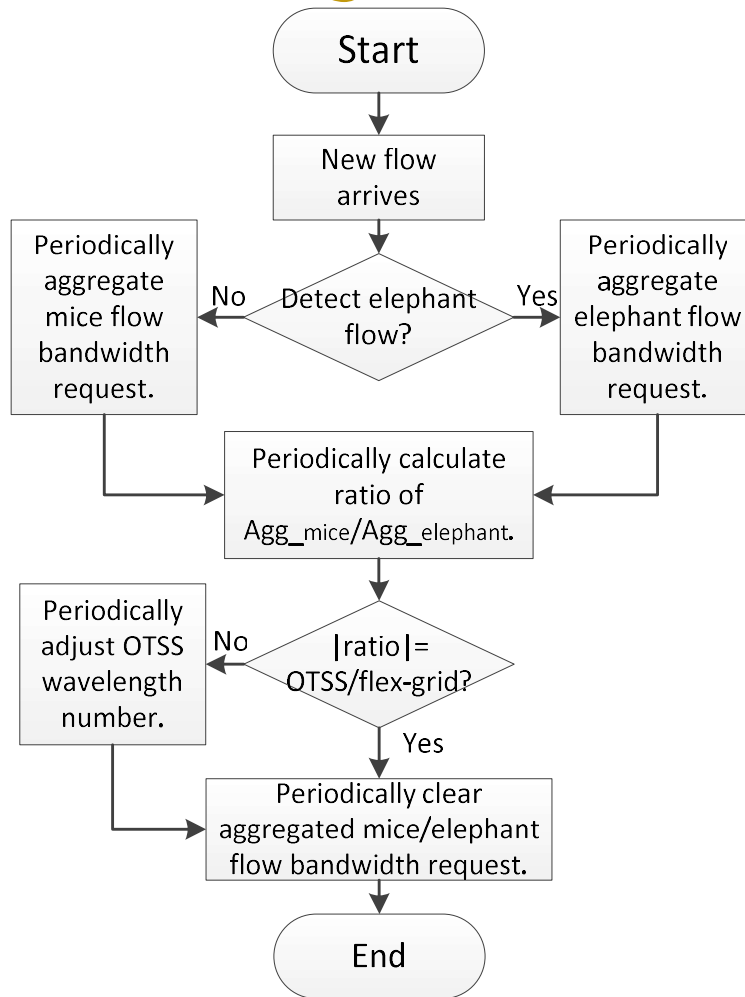 Start
New flow
arrives
Detect elephant
flow?
No
Yes
Periodically
aggregate
mice flow
bandwidth
request.
Periodically
aggregate
elephant flow
bandwidth
request.
Periodically calculate
ratio of
Agg_mice/Agg_elephant.
|ratio|=
OTSS/flex-grid?
No
Periodically
adjust OTSS
wavelength
number.
Yes
Periodically clear
aggregated mice/elephant
flow bandwidth request.
End